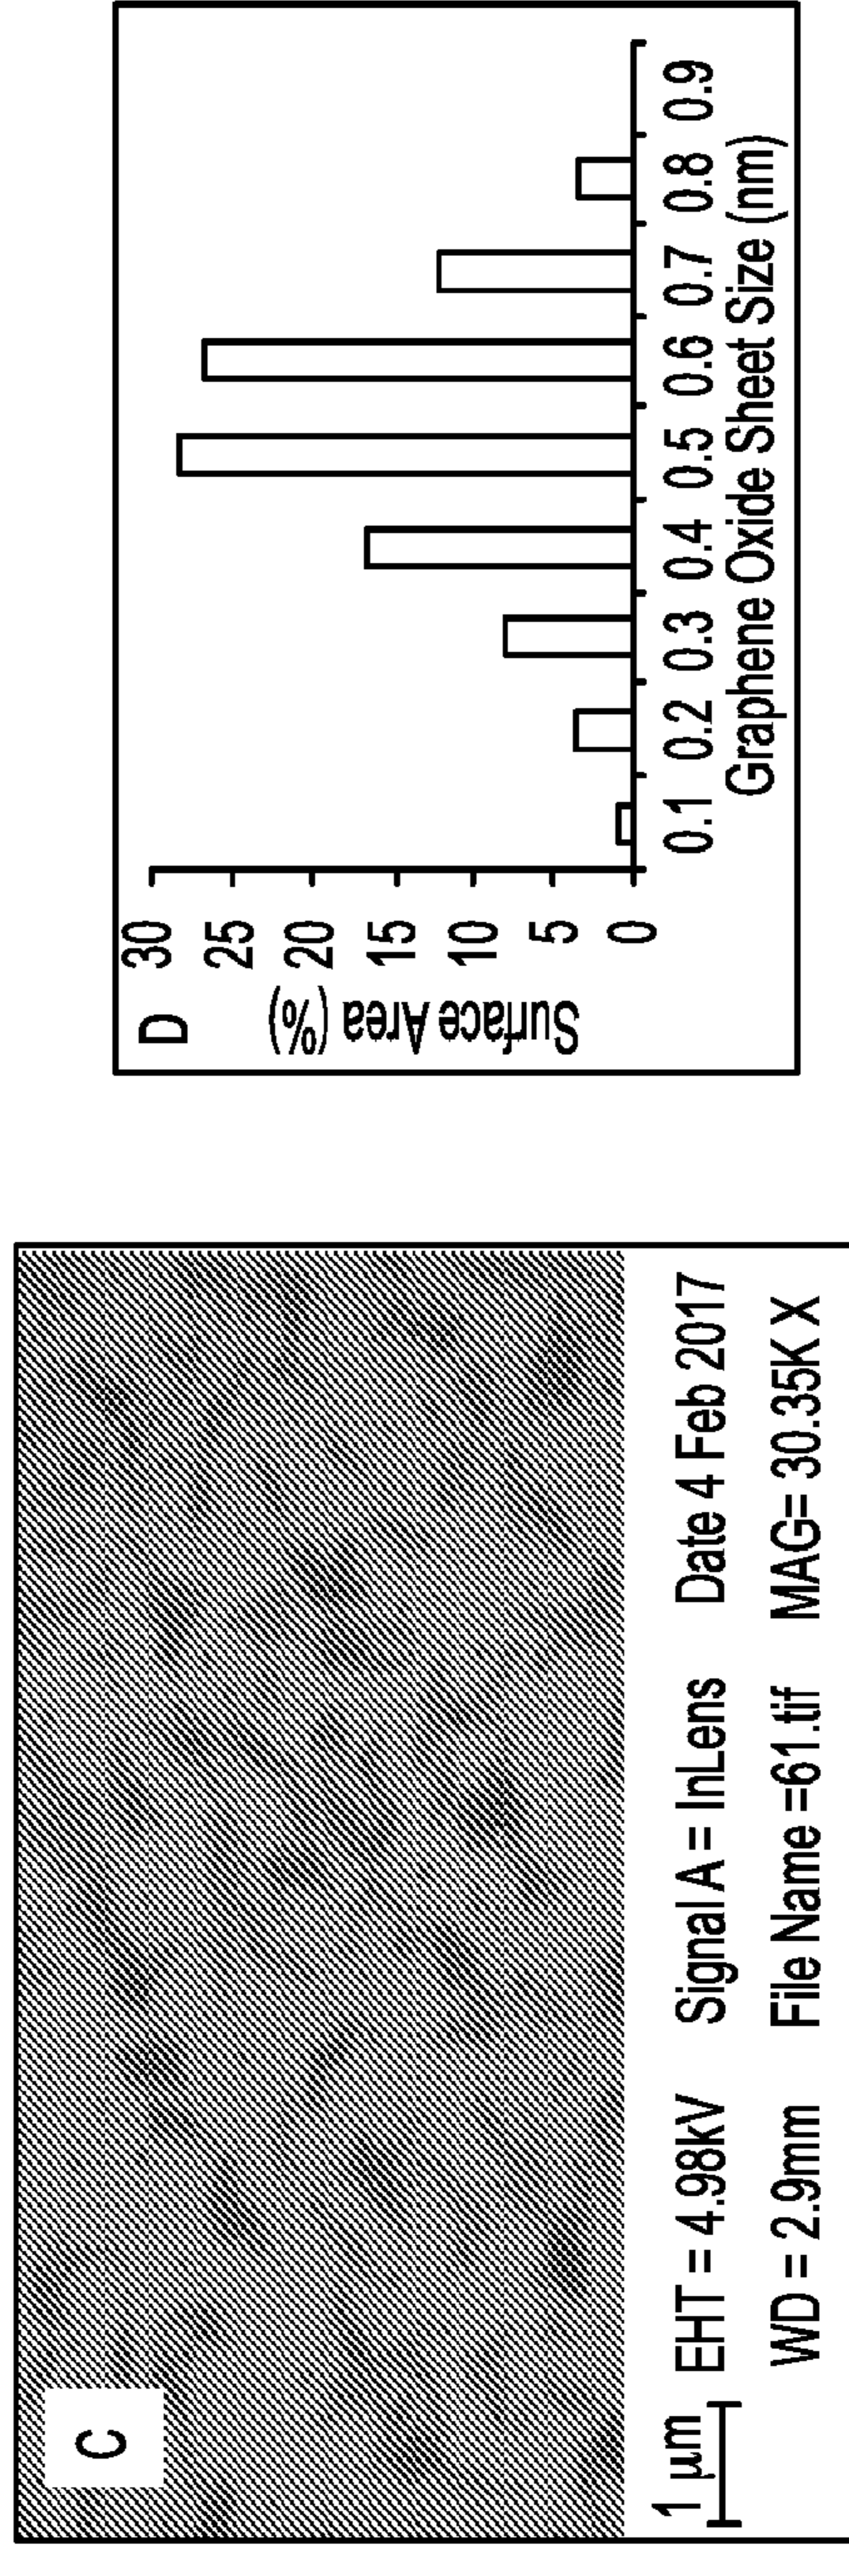 C
1 µm
EHT = 4.98kV Signal A = InLens Date 4 Feb 2017
WD = 2.9mm File Name =61.tif MAG= 30.35K X
D
Surface Area (%)
30
25
20
15
10
5
0
0.1 0.2 0.3 0.4 0.5 0.6 0.7 0.8 0.9
Graphene Oxide Sheet Size (nm)